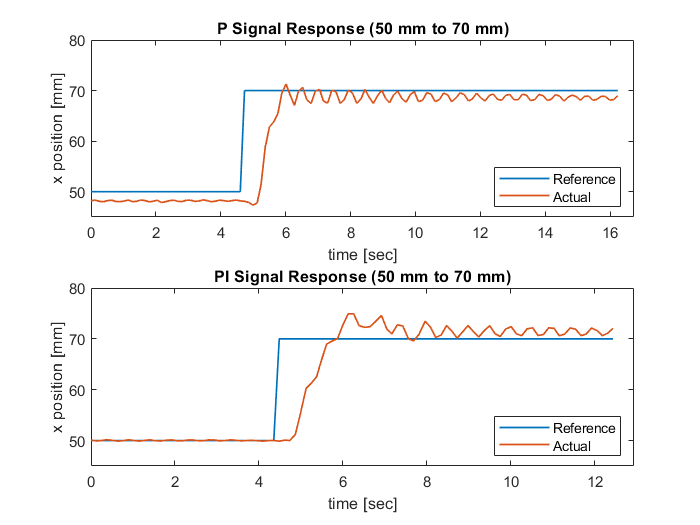 P Signal Response (50 mm to 70 mm)
x position [mm]
80
70
60
50
Reference
Actual
0 2 4 6 8 10 12 14 16
time [sec]
PI Signal Response (50 mm to 70 mm)
x position [mm]
80
70
60
50
Reference
Actual
0 2 4 6 8 10 12
time [sec]